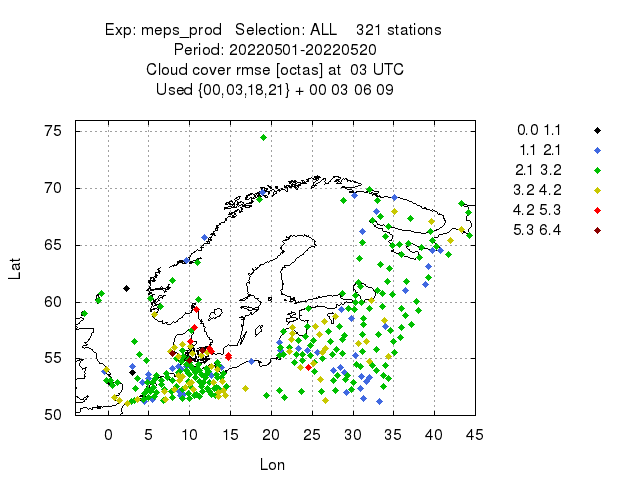 Exp: meps_prod   Selection: ALL    321 stations
Period: 20220501-20220520
Cloud cover rmse [octas] at  03 UTC
Used {00,03,18,21} + 00 03 06 09
75
70
65
60
55
50
Lat
0 5 10 15 20 25 30 35 40 45
Lon
0.0 1.1
1.1 2.1
2.1 3.2
3.2 4.2
4.2 5.3
5.3 6.4